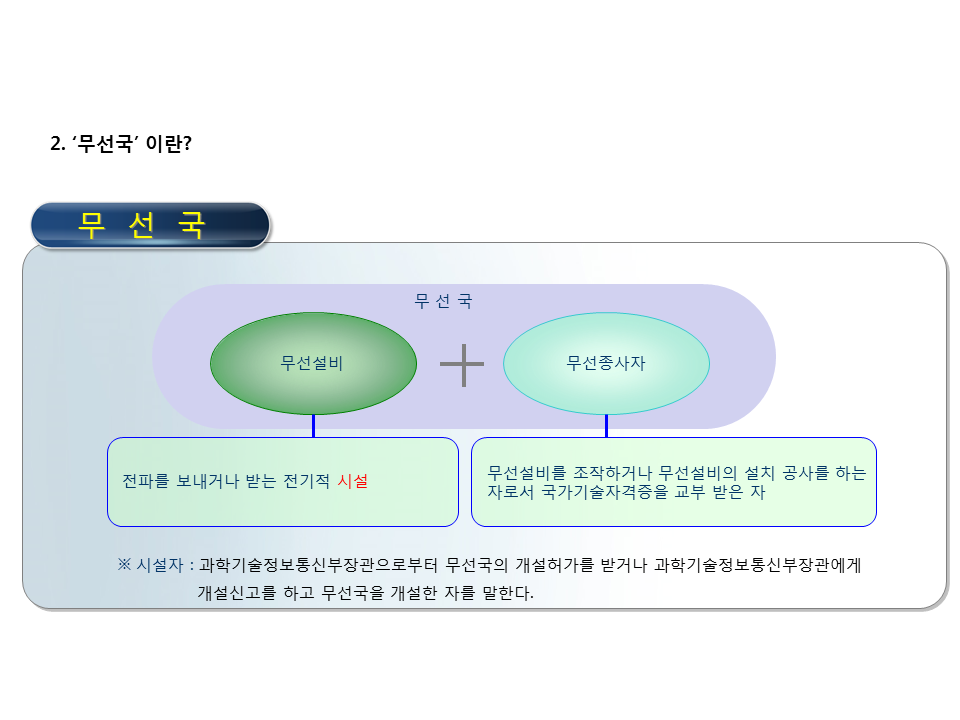 2. ‘무선국’ 이란?
무 선 국
무 선 국
무선설비
무선종사자
전파를 보내거나 받는 전기적 시설
무선설비를 조작하거나 무선설비의 설치 공사를 하는
자로서 국가기술자격증을 교부 받은 자
※ 시설자 : 과학기술정보통신부장관으로부터 무선국의 개설허가를 받거나 과학기술정보통신부장관에게
개설신고를 하고 무선국을 개설한 자를 말한다.